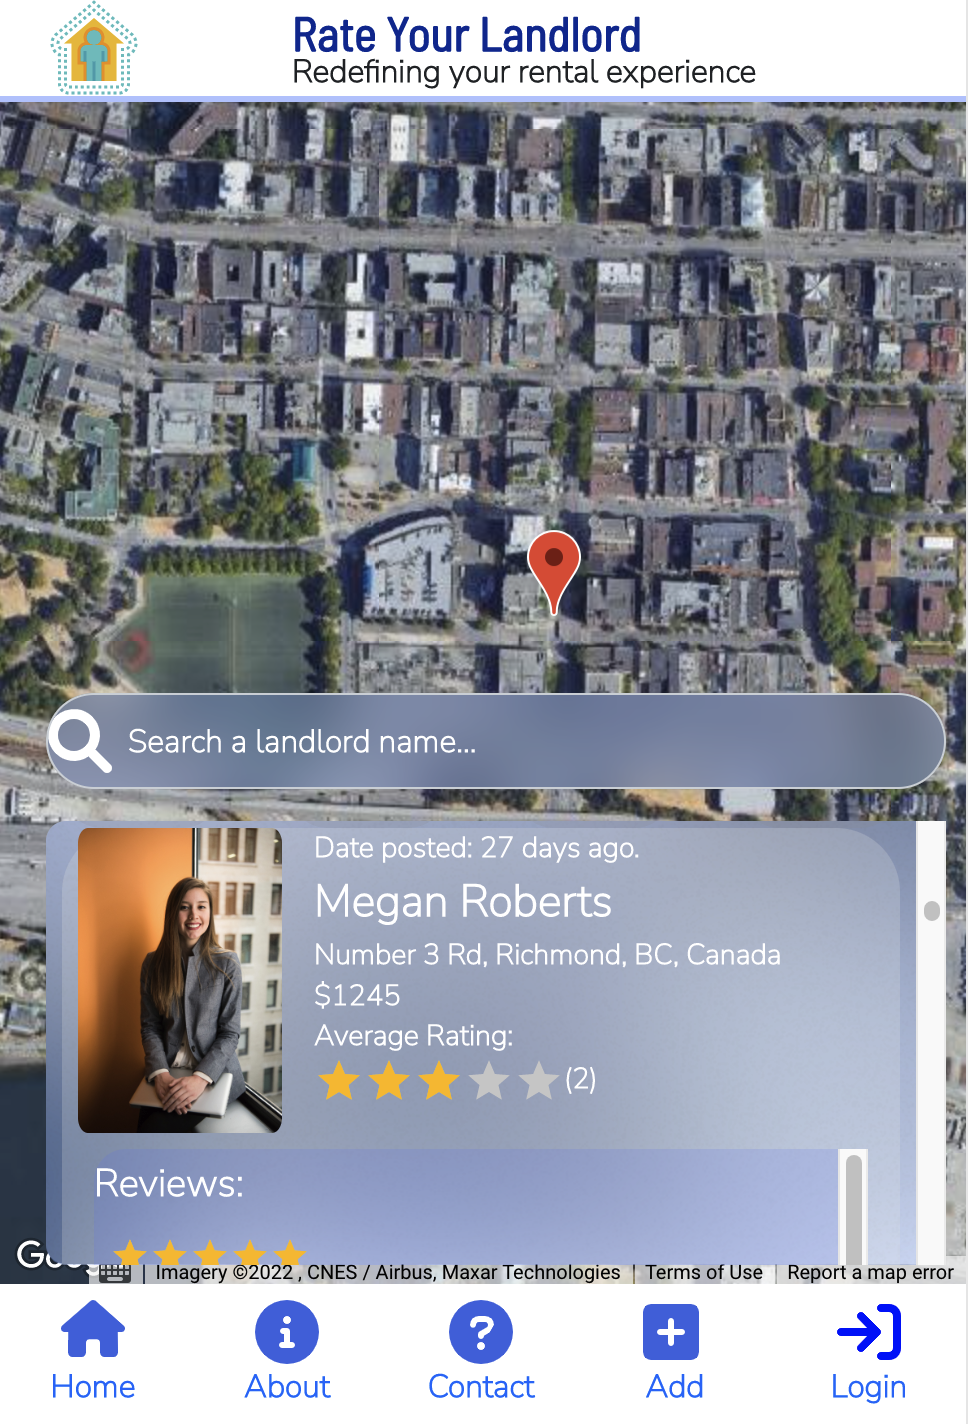 Rate Your Landlord
Redefining your rental experience
Search a landlord name...
Date posted: 27 days ago.
Megan Roberts
Number 3 Rd, Richmond, BC, Canada
$1245
Average Rating:
(2)
Reviews:
Imagery ©2022 , CNES / Airbus, Maxar Technologies
Terms of Use
Report a map error
Home
About
Contact
Add
Login